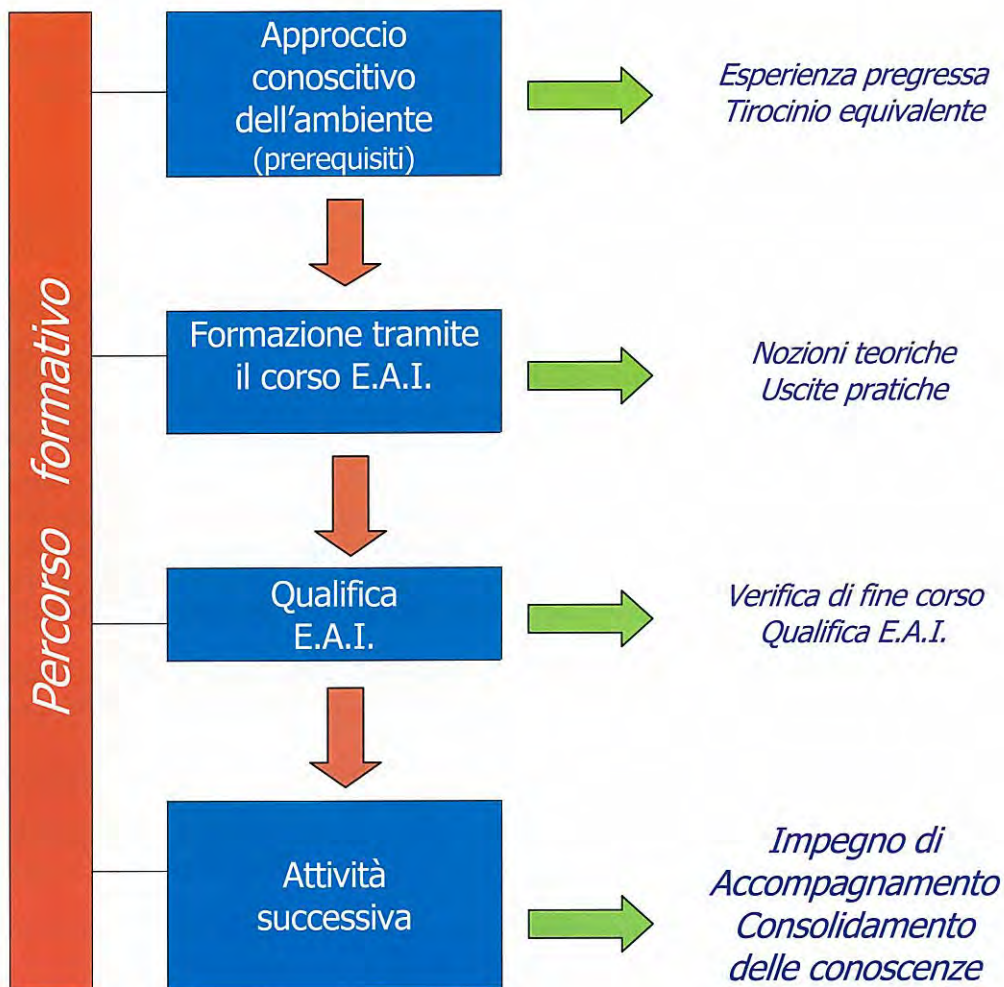 Percorso formativo
Approccio
conoscitivo
dell'ambiente
(prerequisiti)
Esperienza pregressa
Tirocinio equivalente
Formazione tramite
il corso E.A.I.
Nozioni teoriche
Uscite pratiche
Qualifica
E.A.I.
Verifica di fine corso
Qualifica E.A.I.
Attività
successiva
Impegno di
Accompagnamento
Consolidamento
delle conoscenze